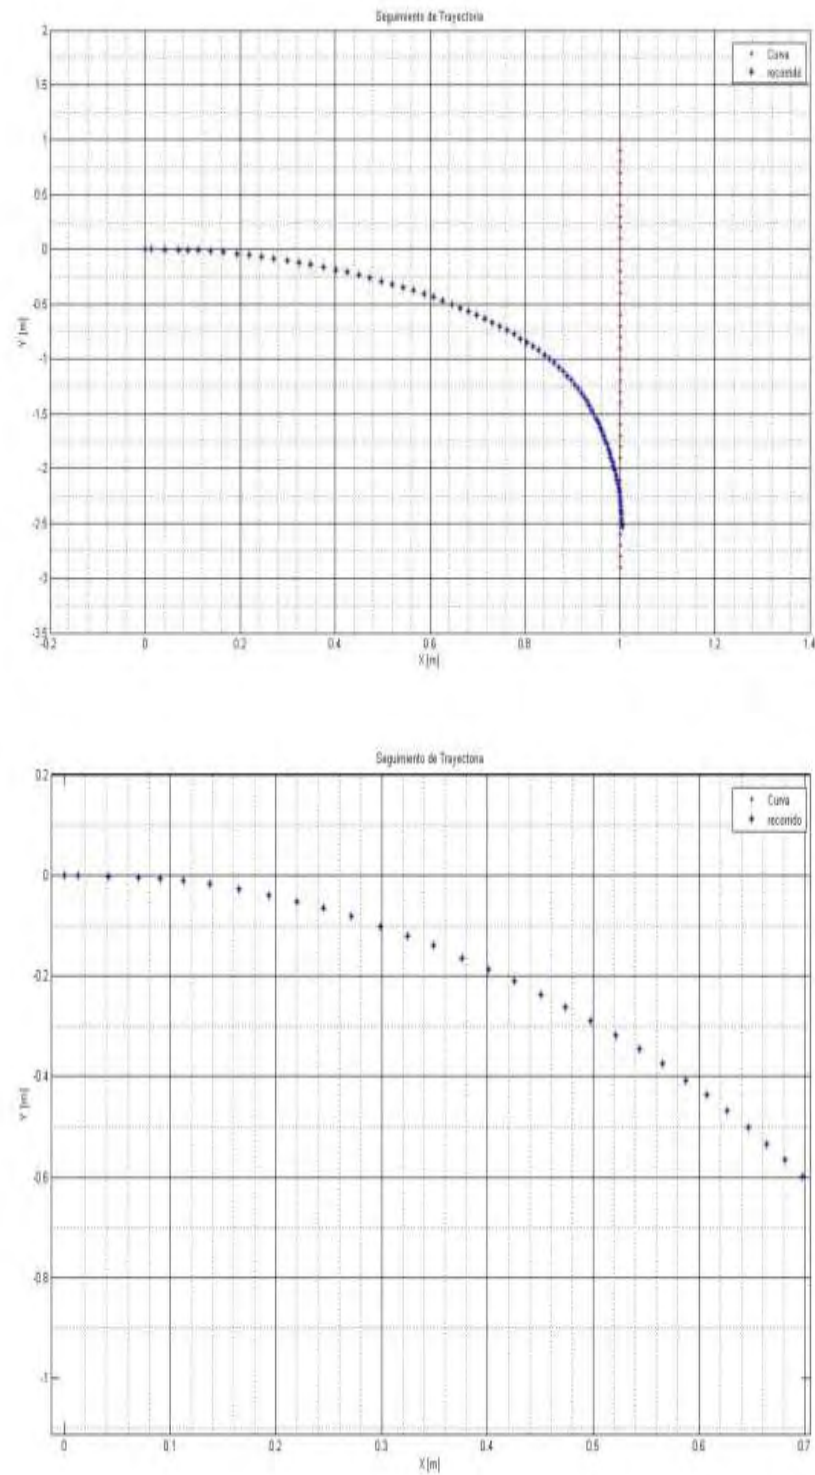 Seguimiento de Trayectoria
Curva
recorrido
2
1.5
1
0.5
0
-0.5
-1
-1.5
-2
-2.5
-3
-3.5
Y [m]
-0.2 0 0.2 0.4 0.6 0.8 1 1.2 1.4
X [m]
Seguimiento de Trayectoria
Curva
recorrido
0.2
0
-0.2
-0.4
-0.6
-0.8
-1
Y [m]
0 0.1 0.2 0.3 0.4 0.5 0.6 0.7
X [m]